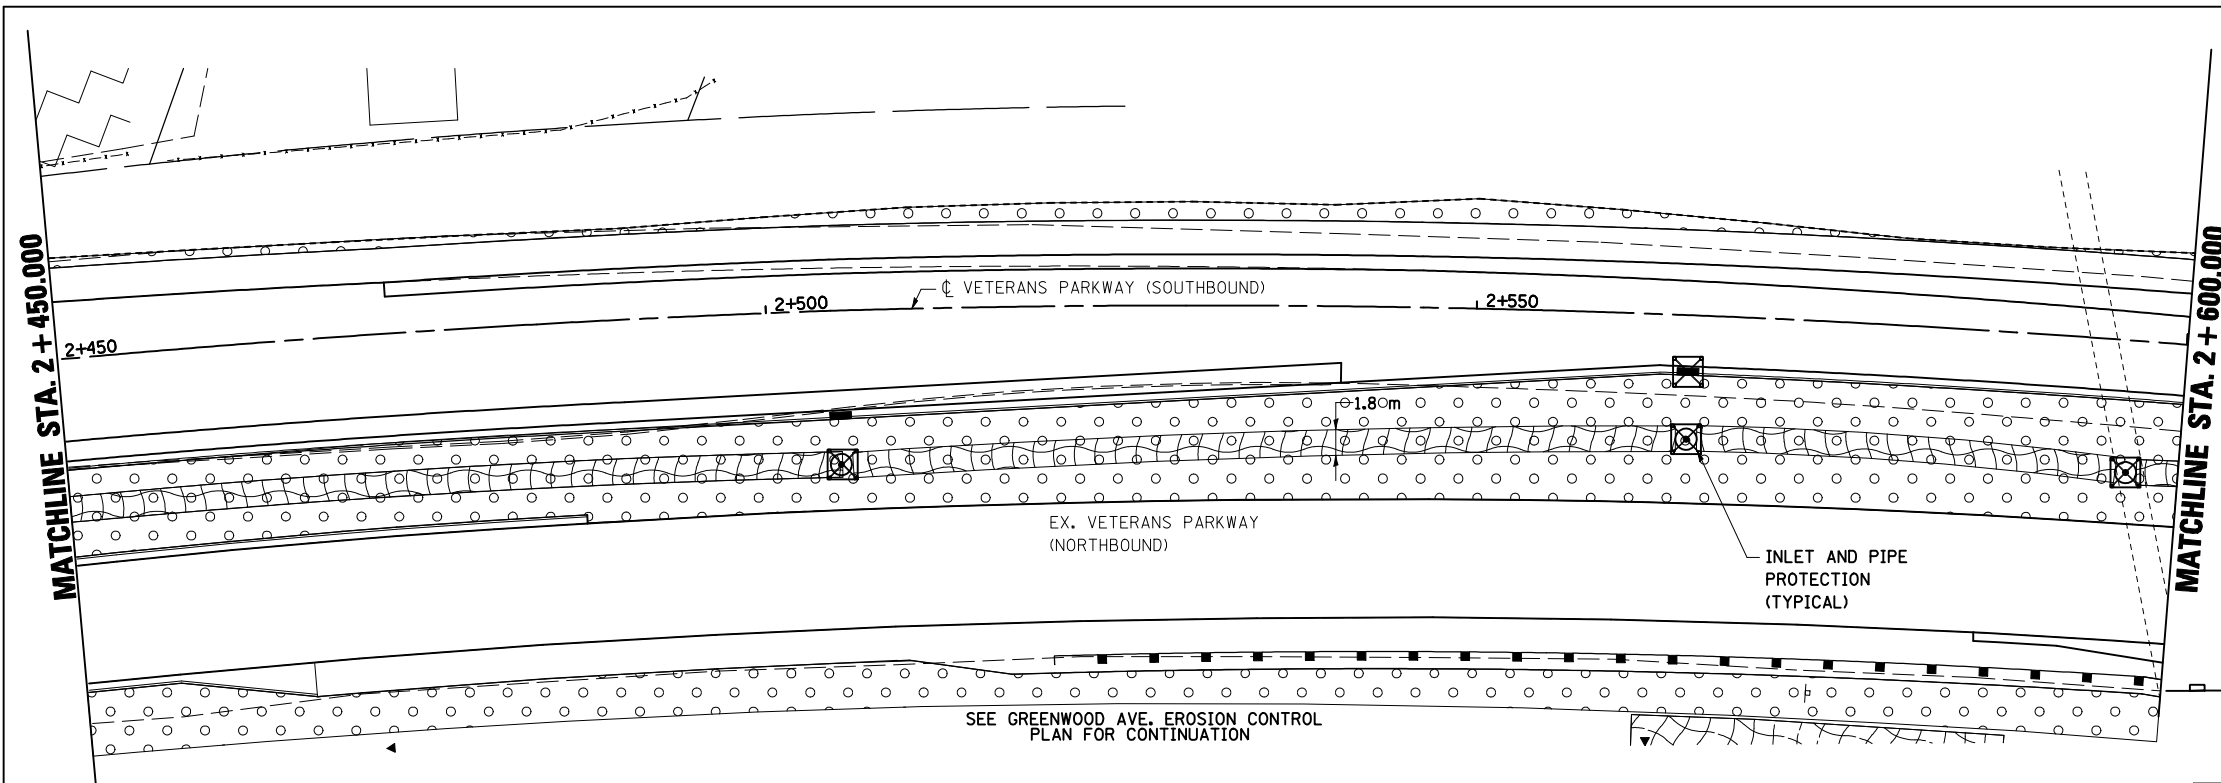 MATCHLINE STA. 2+450.000
℄ VETERANS PARKWAY (SOUTHBOUND)
2+500
2+550
2+450
1.80m
EX. VETERANS PARKWAY
(NORTHBOUND)
INLET AND PIPE
PROTECTION
(TYPICAL)
SEE GREENWOOD AVE. EROSION CONTROL
PLAN FOR CONTINUATION
MATCHLINE STA. 2+600.000